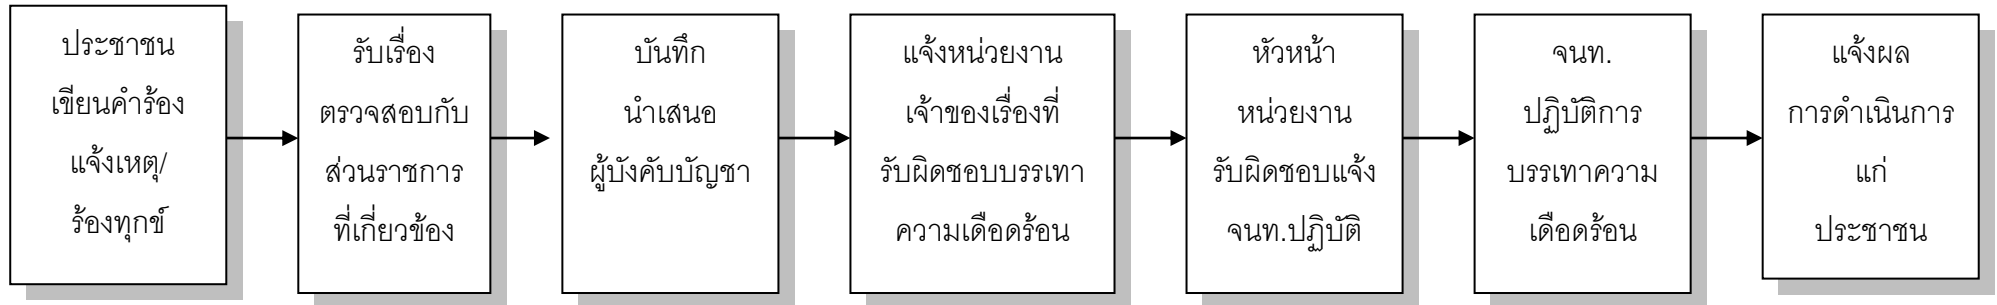 ประชาชน
เขียนคำร้อง
แจ้งเหตุ/
ร้องทุกข์
รับเรื่อง
ตรวจสอบกับ
ส่วนราชการ
ที่เกี่ยวข้อง
บันทึก
นำเสนอ
ผู้บังคับบัญชา
แจ้งหน่วยงาน
เจ้าของเรื่องที่
รับผิดชอบบรรเทา
ความเดือดร้อน
หัวหน้า
หน่วยงาน
รับผิดชอบแจ้ง
จนท.ปฏิบัติ
จนท.
ปฏิบัติการ
บรรเทาความ
เดือดร้อน
แจ้งผล
การดำเนินการ
แก่
ประชาชน